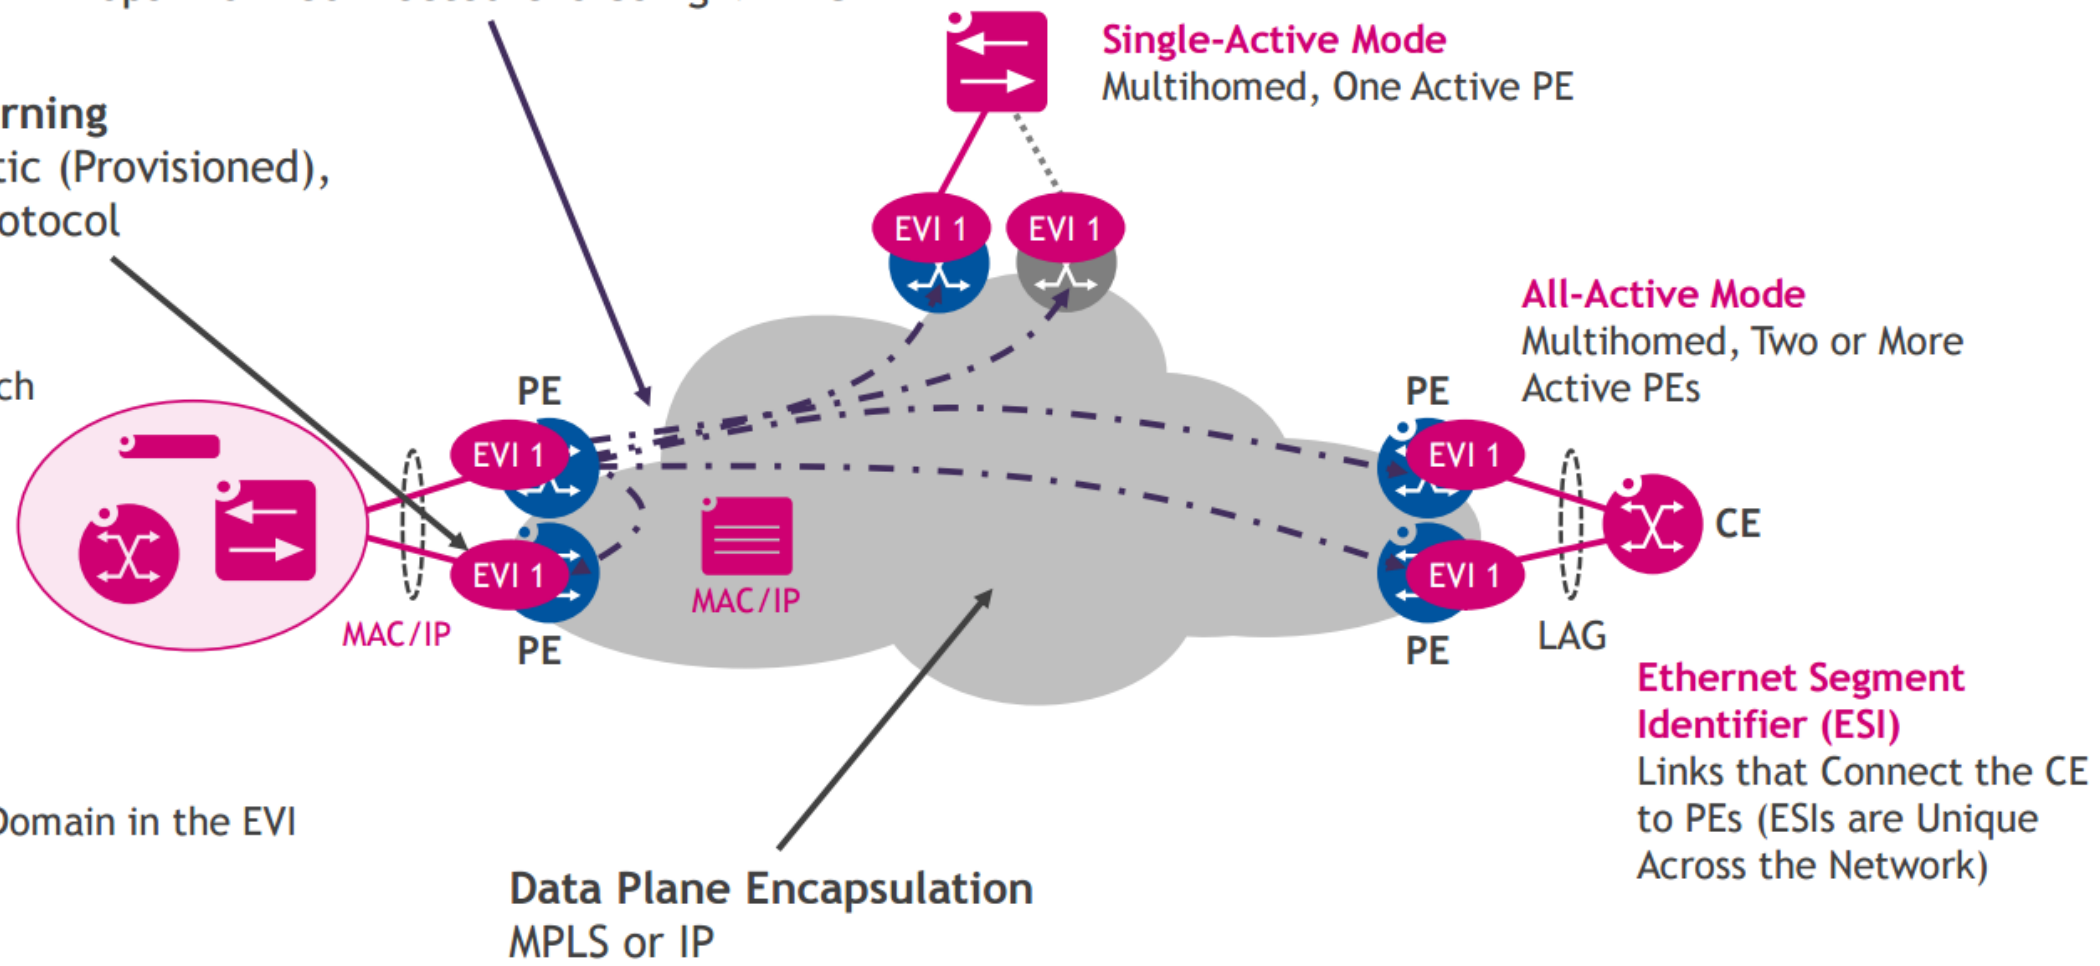 Single-Active Mode
Multihomed, One Active PE
rning
tic (Provisioned),
otocol
EVI 1
EVI 1
All-Active Mode
Multihomed, Two or More
Active PEs
ch
PE
PE
EVI 1
EVI 1
CE
EVI 1
EVI 1
MAC/IP
MAC/IP
PE
PE
LAG
Ethernet Segment
Identifier (ESI)
Links that Connect the CE
to PEs (ESIs are Unique
Across the Network)
Domain in the EVI
Data Plane Encapsulation
MPLS or IP